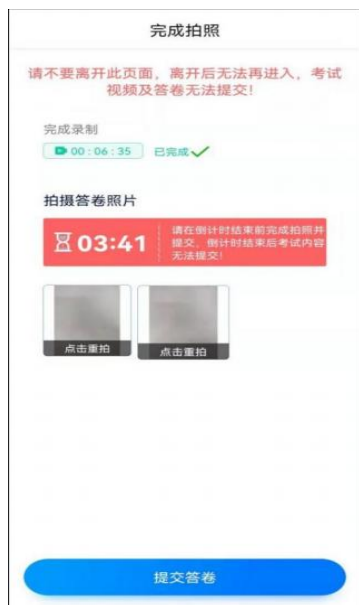 完成拍照
请不要离开此页面，离开后无法再进入，考试
视频及答卷无法提交！
完成录制
00:06:35 已完成
拍摄答卷照片
03:41
请在倒计时结束前完成拍照并
提交，倒计时结束后考试内容
无法提交！
点击重拍 点击重拍
提交答卷